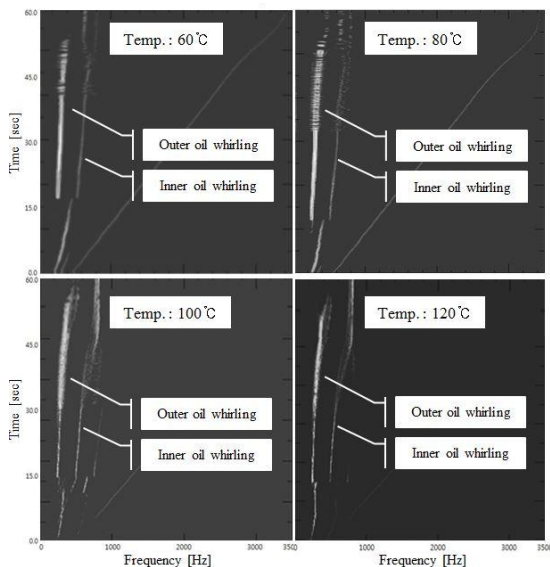 60.0
Temp. : 60℃
Temp. : 80℃
45.0
Time [sec]
30.0
Outer oil whirling
Outer oil whirling
Inner oil whirling
Inner oil whirling
15.0
0.0
60.0
Temp. : 100℃
Temp. : 120℃
45.0
Time [sec]
30.0
Outer oil whirling
Outer oil whirling
Inner oil whirling
Inner oil whirling
15.0
0.0
0 1000 2000 3000 3500 1000 2000 3000 3500
Frequency [Hz] Frequency [Hz]